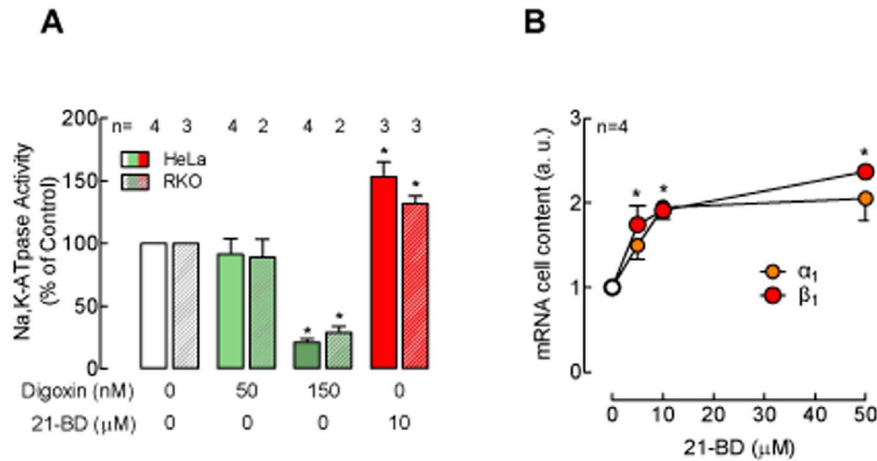 A
Na,K-ATpase Activity
(% of Control)
200
150
100
50
0
n= 4 3 4 2 4 2 3 3
HeLa
RKO
* * * *
Digoxin (nM) 0 50 150 0
21-BD (μM) 0 0 0 10
B
mRNA cell content (a. u.)
3
2
1
0
n=4
* * *
α1
β1
0 10 20 30 40 50
21-BD (μM)